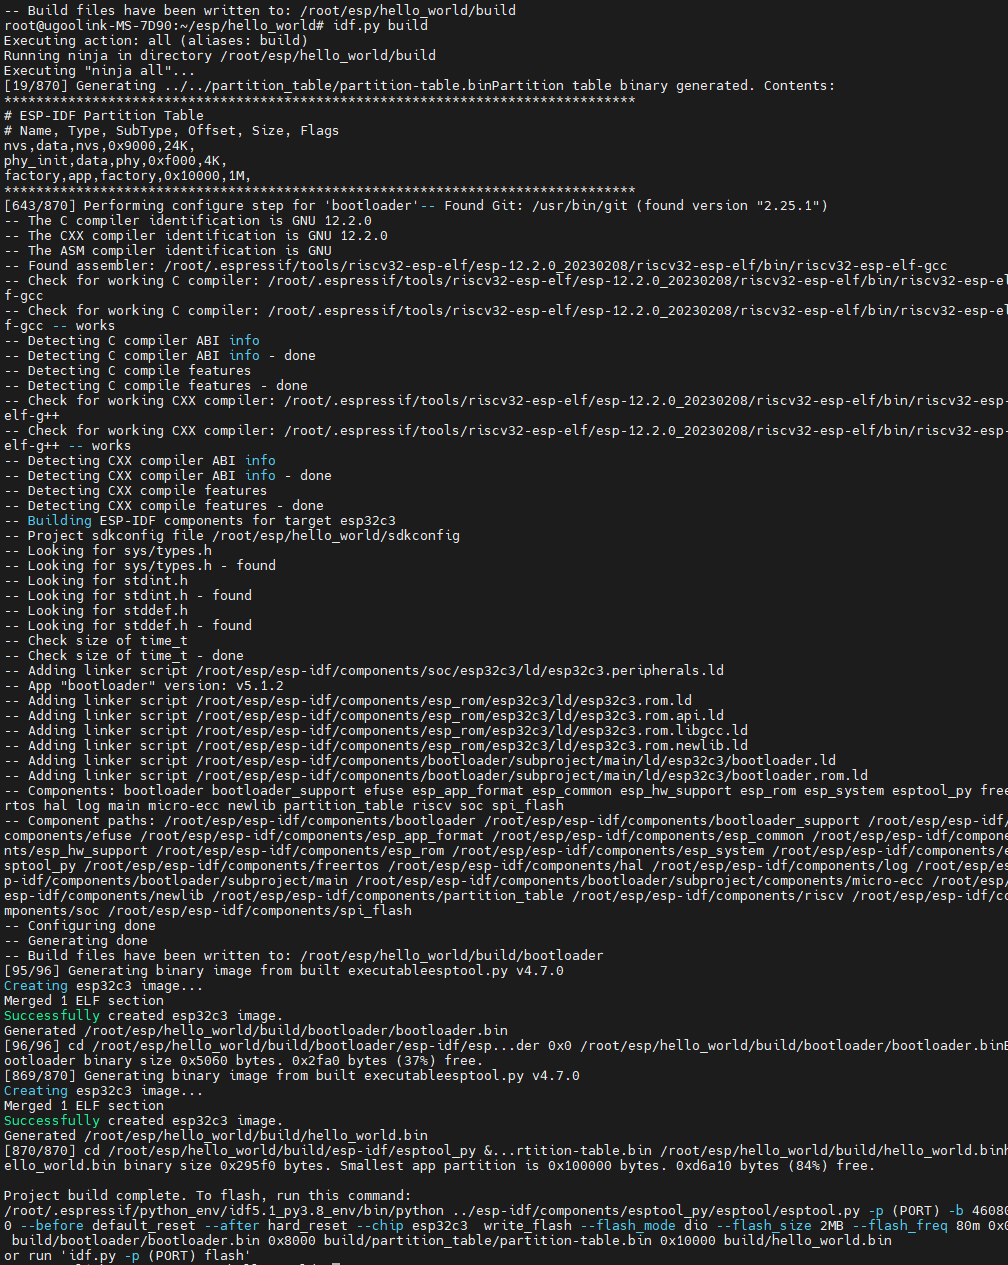 -- Build files have been written to: /root/esp/hello_world/build
root@ugoolink-MS-7D90:~/esp/hello_world# idf.py build
Executing action: all (aliases: build)
Running ninja in directory /root/esp/hello_world/build
Executing "ninja all"...
[19/870] Generating ../../partition_table/partition-table.binPartition table binary generated. Contents:
*******************************************************************************
# ESP-IDF Partition Table
# Name, Type, SubType, Offset, Size, Flags
nvs,data,nvs,0x9000,24K,
phy_init,data,phy,0xf000,4K,
factory,app,factory,0x10000,1M,
*******************************************************************************
[643/870] Performing configure step for 'bootloader'-- Found Git: /usr/bin/git (found version "2.25.1")
-- The C compiler identification is GNU 12.2.0
-- The CXX compiler identification is GNU 12.2.0
-- The ASM compiler identification is GNU
-- Found assembler: /root/.espressif/tools/riscv32-esp-elf/esp-12.2.0_20230208/riscv32-esp-elf/bin/riscv32-esp-elf-gcc
-- Check for working C compiler: /root/.espressif/tools/riscv32-esp-elf/esp-12.2.0_20230208/riscv32-esp-elf/bin/riscv32-esp-el
f-gcc
-- Check for working C compiler: /root/.espressif/tools/riscv32-esp-elf/esp-12.2.0_20230208/riscv32-esp-elf/bin/riscv32-esp-el
f-gcc -- works
-- Detecting C compiler ABI info
-- Detecting C compiler ABI info - done
-- Detecting C compile features
-- Detecting C compile features - done
-- Check for working CXX compiler: /root/.espressif/tools/riscv32-esp-elf/esp-12.2.0_20230208/riscv32-esp-elf/bin/riscv32-esp-
elf-g++
-- Check for working CXX compiler: /root/.espressif/tools/riscv32-esp-elf/esp-12.2.0_20230208/riscv32-esp-elf/bin/riscv32-esp-
elf-g++ -- works
-- Detecting CXX compiler ABI info
-- Detecting CXX compiler ABI info - done
-- Detecting CXX compile features
-- Detecting CXX compile features - done
-- Building ESP-IDF components for target esp32c3
-- Project sdkconfig file /root/esp/hello_world/sdkconfig
-- Looking for sys/types.h
-- Looking for sys/types.h - found
-- Looking for stdint.h
-- Looking for stdint.h - found
-- Looking for stddef.h
-- Looking for stddef.h - found
-- Check size of time_t
-- Check size of time_t - done
-- Adding linker script /root/esp/esp-idf/components/soc/esp32c3/ld/esp32c3.peripherals.ld
-- App "bootloader" version: v5.1.2
-- Adding linker script /root/esp/esp-idf/components/esp_rom/esp32c3/ld/esp32c3.rom.ld
-- Adding linker script /root/esp/esp-idf/components/esp_rom/esp32c3/ld/esp32c3.rom.api.ld
-- Adding linker script /root/esp/esp-idf/components/esp_rom/esp32c3/ld/esp32c3.rom.libgcc.ld
-- Adding linker script /root/esp/esp-idf/components/esp_rom/esp32c3/ld/esp32c3.rom.newlib.ld
-- Adding linker script /root/esp/esp-idf/components/bootloader/subproject/main/ld/esp32c3/bootloader.ld
-- Adding linker script /root/esp/esp-idf/components/bootloader/subproject/main/ld/esp32c3/bootloader.rom.ld
-- Components: bootloader bootloader_support efuse esp_app_format esp_common esp_hw_support esp_rom esp_system esptool_py free
rtos hal log main micro-ecc newlib partition_table riscv soc spi_flash
-- Component paths: /root/esp/esp-idf/components/bootloader /root/esp/esp-idf/components/bootloader_support /root/esp/esp-idf/
components/efuse /root/esp/esp-idf/components/esp_app_format /root/esp/esp-idf/components/esp_common /root/esp/esp-idf/compone
nts/esp_hw_support /root/esp/esp-idf/components/esp_rom /root/esp/esp-idf/components/esp_system /root/esp/esp-idf/components/e
sptool_py /root/esp/esp-idf/components/freertos /root/esp/esp-idf/components/hal /root/esp/esp-idf/components/log /root/esp/es
p-idf/components/bootloader/subproject/main /root/esp/esp-idf/components/bootloader/subproject/components/micro-ecc /root/esp/
esp-idf/components/newlib /root/esp/esp-idf/components/partition_table /root/esp/esp-idf/components/riscv /root/esp/esp-idf/co
mponents/soc /root/esp/esp-idf/components/spi_flash
-- Configuring done
-- Generating done
-- Build files have been written to: /root/esp/hello_world/build/bootloader
[95/96] Generating binary image from built executableesptool.py v4.7.0
Creating esp32c3 image...
Merged 1 ELF section
Successfully created esp32c3 image.
Generated /root/esp/hello_world/build/bootloader/bootloader.bin
[96/96] cd /root/esp/hello_world/build/bootloader/esp-idf/esp...der 0x0 /root/esp/hello_world/build/bootloader/bootloader.binB
ootloader binary size 0x5060 bytes. 0x2fa0 bytes (37%) free.
[869/870] Generating binary image from built executableesptool.py v4.7.0
Creating esp32c3 image...
Merged 1 ELF section
Successfully created esp32c3 image.
Generated /root/esp/hello_world/build/hello_world.bin
[870/870] cd /root/esp/hello_world/build/esp-idf/esptool_py &...rtition-table.bin /root/esp/hello_world/build/hello_world.binh
ello_world.bin binary size 0x295f0 bytes. Smallest app partition is 0x100000 bytes. 0xd6a10 bytes (84%) free.
Project build complete. To flash, run this command:
/root/.espressif/python_env/idf5.1_py3.8_env/bin/python ../esp-idf/components/esptool_py/esptool/esptool.py -p (PORT) -b 46080
0 --before default_reset --after hard_reset --chip esp32c3  write_flash --flash_mode dio --flash_size 2MB --flash_freq 80m 0x0
build/bootloader/bootloader.bin 0x8000 build/partition_table/partition-table.bin 0x10000 build/hello_world.bin
or run 'idf.py -p (PORT) flash'